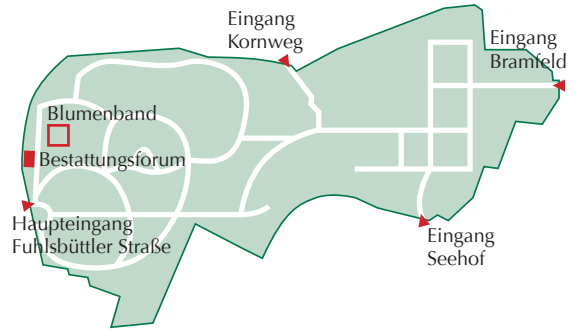 Eingang
Kornweg
Eingang
Bramfeld
Blumenband
Bestattungsforum
Haupteingang
Fuhlsbüttler Straße
Eingang
Seehof